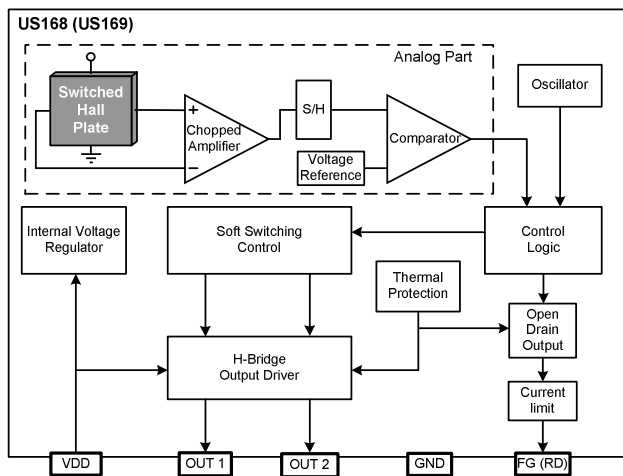 US168 (US169)
Analog Part
Switched
Hall
Plate
+
−
Chopped
Amplifier
S/H
Voltage
Reference
Comparator
Oscillator
Internal Voltage
Regulator
Soft Switching
Control
Control
Logic
Thermal
Protection
Open
Drain
Output
H-Bridge
Output Driver
Current
limit
VDD
OUT 1
OUT 2
GND
FG (RD)